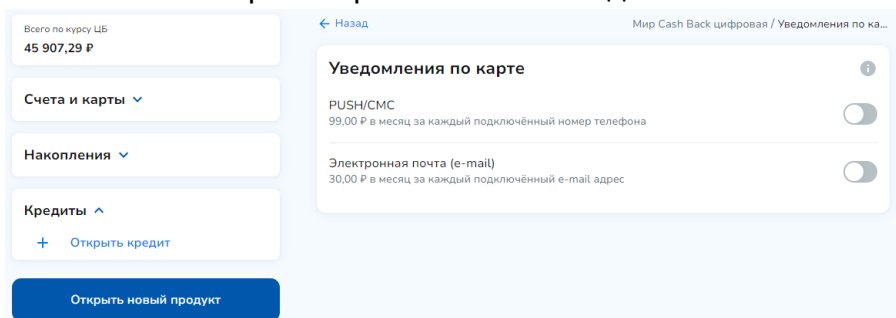 Всего по курсу ЦБ
45 907,29 ₽
Счета и карты
Накопления
Кредиты
+ Открыть кредит
Открыть новый продукт
← Назад
Мир Cash Back цифровая / Уведомления по ка...
Уведомления по карте
PUSH/СМС
99,00 ₽ в месяц за каждый подключённый номер телефона
Электронная почта (e-mail)
30,00 ₽ в месяц за каждый подключённый e-mail адрес